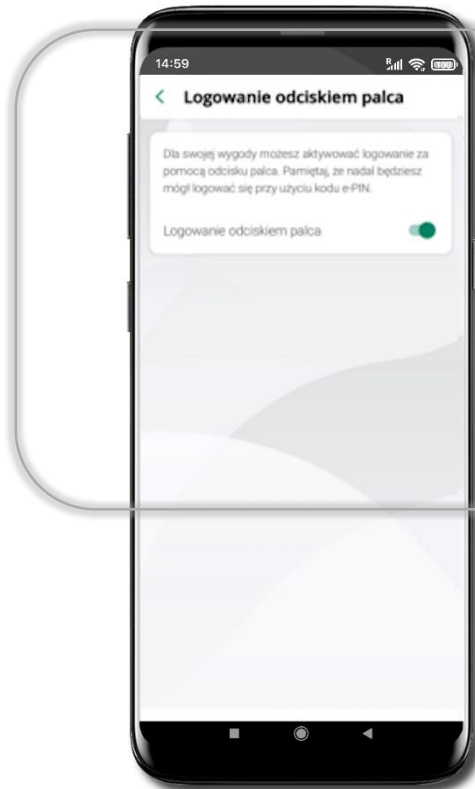 14:59
Logowanie odciskiem palca
Dla swojej wygody możesz aktywować logowanie za
pomocą odcisku palca. Pamiętaj, że nadal będziesz
mógł logować się przy użyciu kodu e-PIN.
Logowanie odciskiem palca